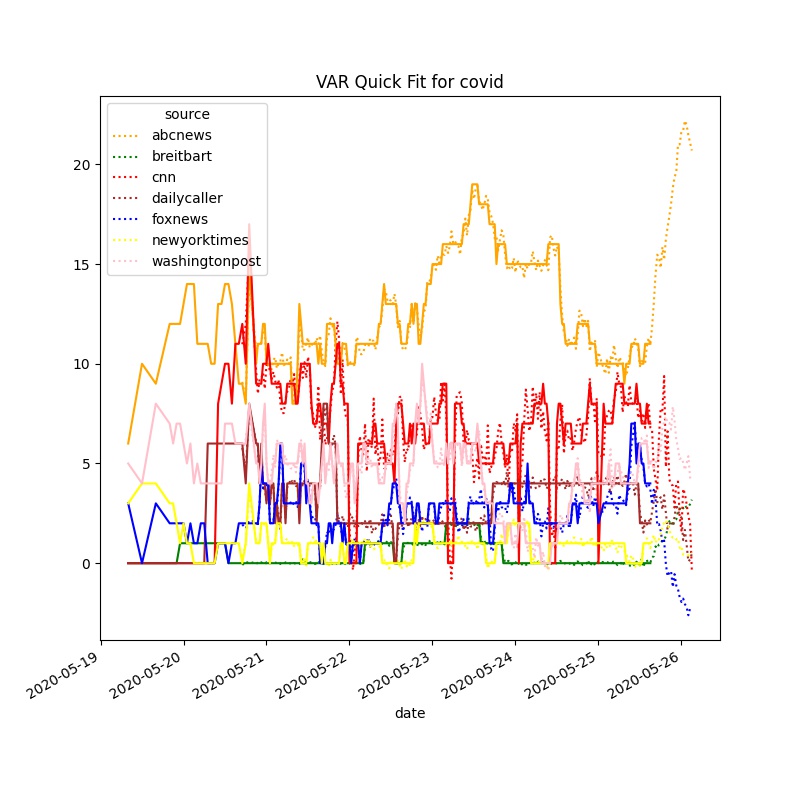 VAR Quick Fit for covid
source
abcnews
breitbart
cnn
dailycaller
foxnews
newyorktimes
washingtonpost
20
15
10
5
0
2020-05-19
2020-05-20
2020-05-21
2020-05-22
2020-05-23
2020-05-24
2020-05-25
2020-05-26
date